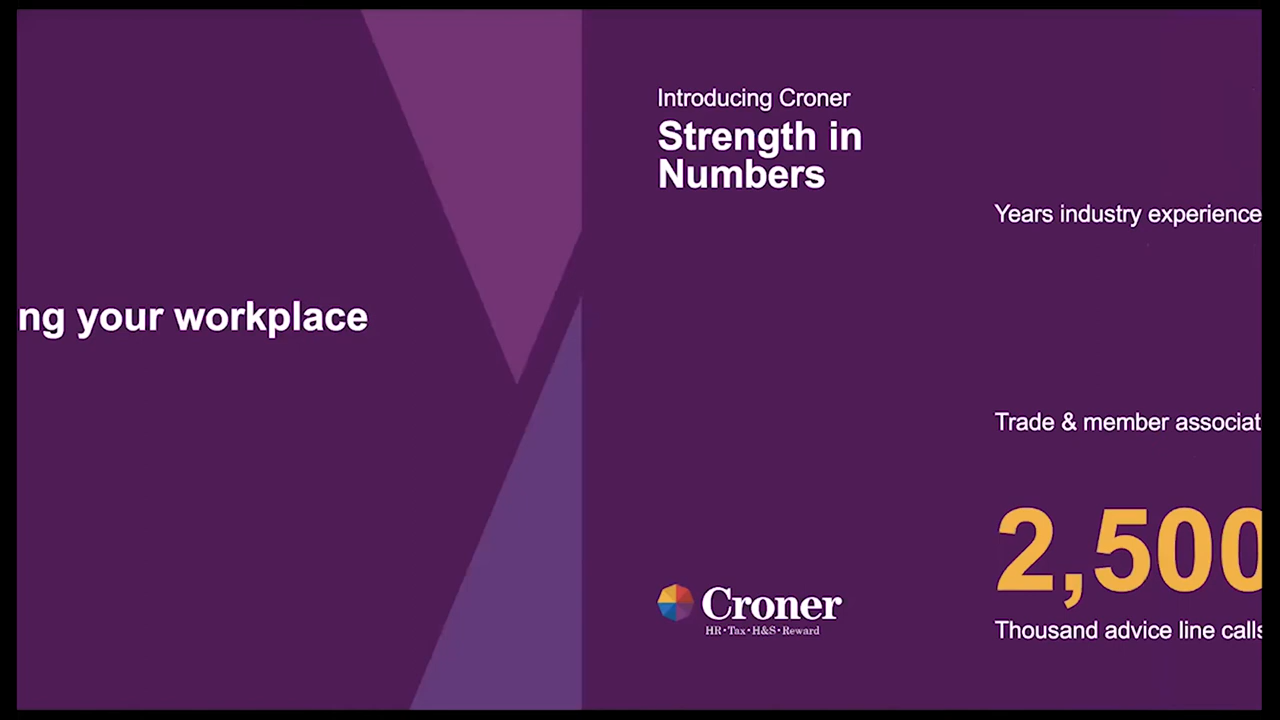 ng your workplace
Introducing Croner
Strength in
Numbers
Years industry experience
Trade & member associat
2,500
Thousand advice line calls
Croner
HR • Tax • H&S • Reward